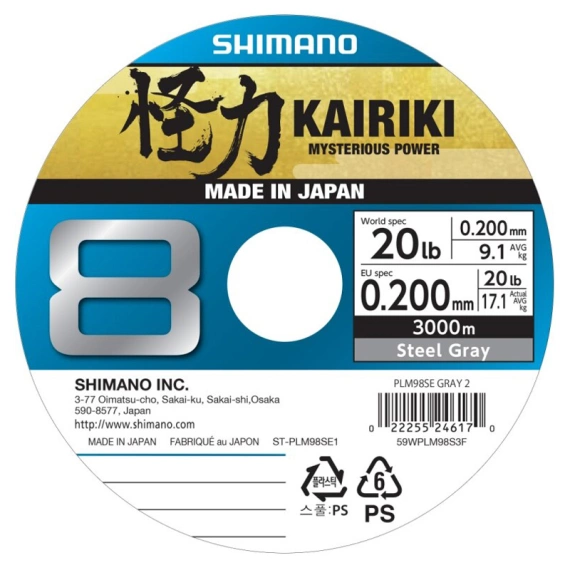 SHIMANO
怪力 KAIRIKI
MYSTERIOUS POWER
MADE IN JAPAN
8
World spec
20lb
0.200mm
9.1 AVG kg
EU spec
0.200mm
20lb
17.1 Actual AVG kg
3000m
Steel Gray
SHIMANO INC.
3-77 Oimatsu-cho, Sakai-ku, Sakai-shi,Osaka
590-8577, Japan
http://www.shimano.com
MADE IN JAPAN FABRIQUÉ au JAPON ST-PLM98SE1
PLM98SE GRAY 2
0 22255 24617 0
59WPLM98S3F
플라스틱
스풀:PS
6
PS